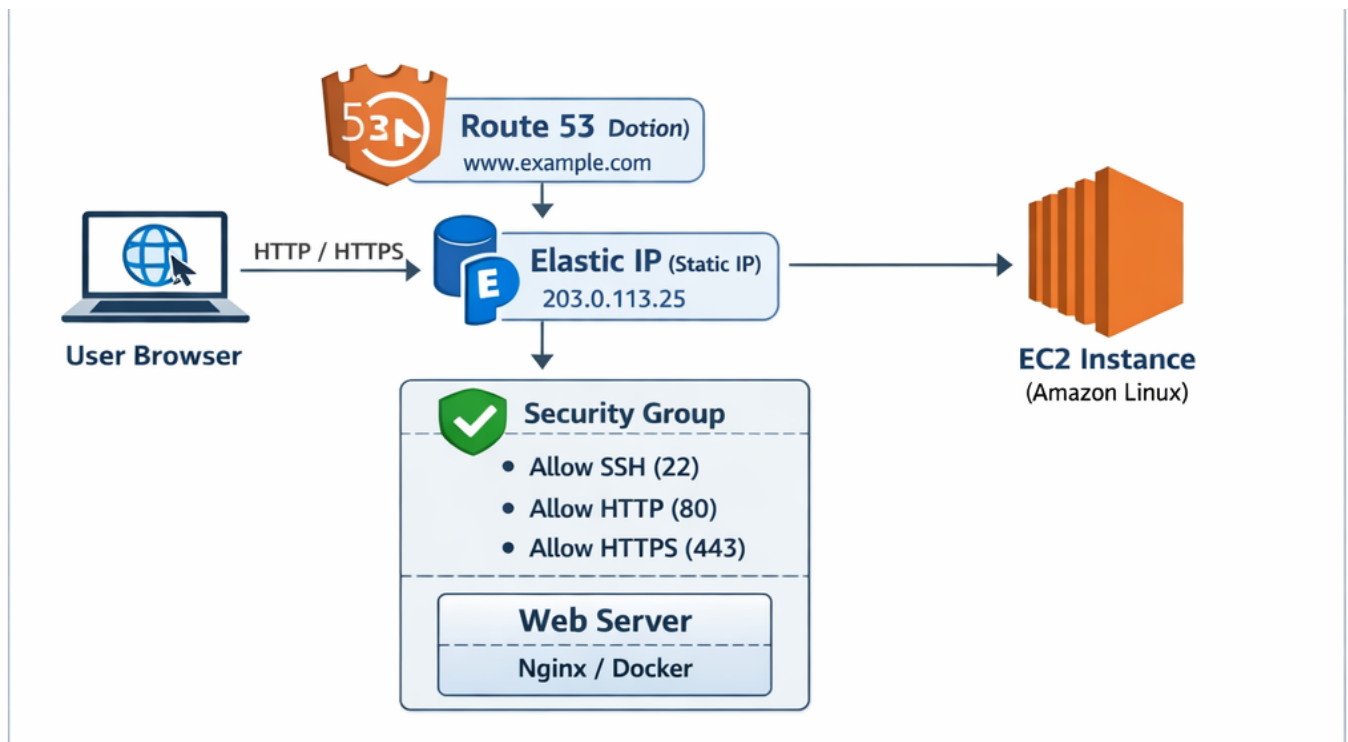 53
Route 53 Dotion)
www.example.com
HTTP / HTTPS
Elastic IP (Static IP)
E
203.0.113.25
User Browser
EC2 Instance
(Amazon Linux)
Security Group
• Allow SSH (22)
• Allow HTTP (80)
• Allow HTTPS (443)
Web Server
Nginx / Docker